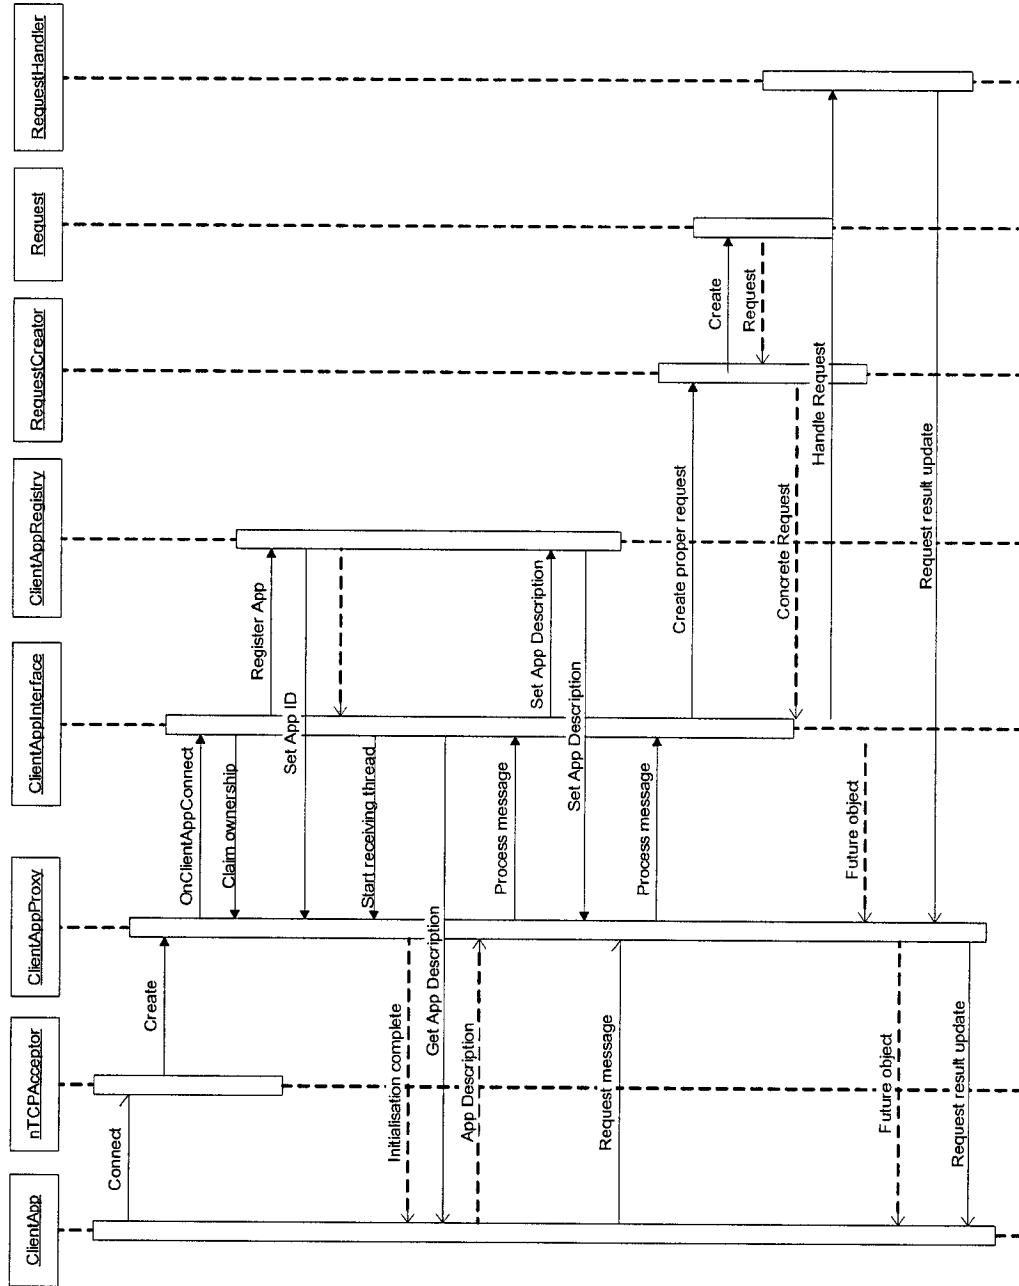 ClientApp
nTCPAcceptor
ClientAppProxy
ClientAppInterface
ClientAppRegistry
RequestCreator
Request
RequestHandler
Connect
Create
OnClientAppConnect
Claim ownership
Register App
Set App ID
Start receiving thread
Initialisation complete
Get App Description
App Description
Process message
Set App Description
Set App Description
Request message
Process message
Create proper request
Create
Request
Concrete Request
Handle Request
Future object
Future object
Request result update
Request result update